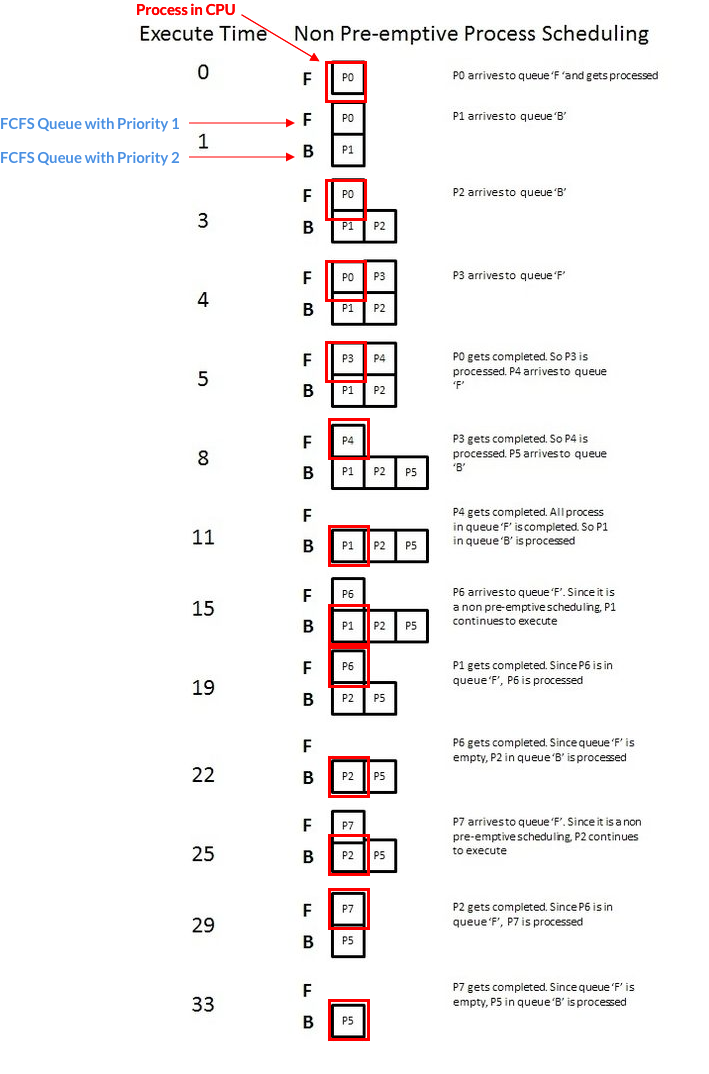 Process in CPU
Execute Time Non Pre-emptive Process Scheduling
0
F P0
P0 arrives to queue ‘F ‘and gets processed
FCFS Queue with Priority 1
F P0
P1 arrives to queue ‘B’
1
FCFS Queue with Priority 2
B P1
3
F P0
B P1 P2
P2 arrives to queue ‘B’
4
F P0 P3
B P1 P2
P3 arrives to queue ‘F’
5
F P3 P4
B P1 P2
P0 gets completed. So P3 is
processed. P4 arrives to queue
‘F’
8
F P4
B P1 P2 P5
P3 gets completed. So P4 is
processed. P5 arrives to queue
‘B’
11
F
B P1 P2 P5
P4 gets completed. All process
in queue ‘F’ is completed. So P1
in queue ‘B’ is processed
15
F P6
B P1 P2 P5
P6 arrives to queue ‘F’. Since it is
a non pre-emptive scheduling, P1
continues to execute
19
F P6
B P2 P5
P1 gets completed. Since P6 is in
queue ‘F’, P6 is processed
22
F
B P2 P5
P6 gets completed. Since queue ‘F’ is
empty, P2 in queue ‘B’ is processed
25
F P7
B P2 P5
P7 arrives to queue ‘F’. Since it is a non
pre-emptive scheduling, P2 continues
to execute
29
F P7
B P5
P2 gets completed. Since P6 is in
queue ‘F’, P7 is processed
33
F
B P5
P7 gets completed. Since queue ‘F’ is
empty, P5 in queue ‘B’ is processed